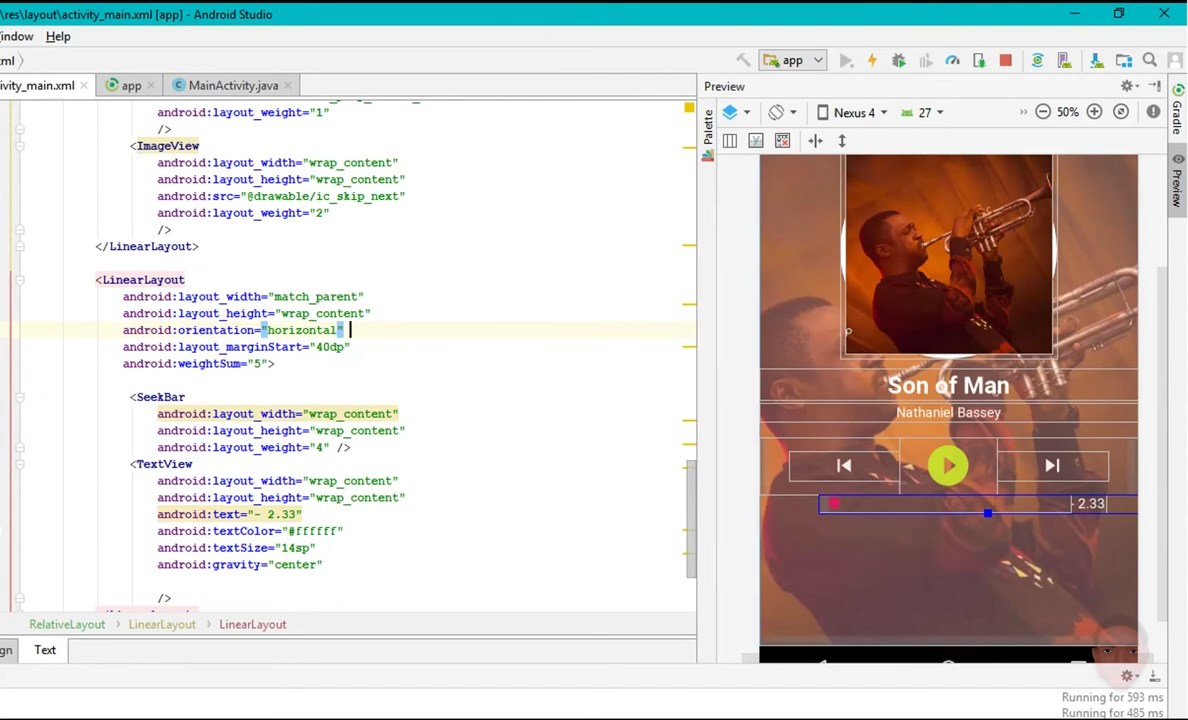 \res\layout\activity_main.xml [app] - Android Studio
indow Help
ml
app
ivity_main.xml
app
MainActivity.java
Preview
Nexus 4
27
50%
Palette
Gradle
Preview
android:layout_weight="1"
/>
<ImageView
android:layout_width="wrap_content"
android:layout_height="wrap_content"
android:src="@drawable/ic_skip_next"
android:layout_weight="2"
/>
</LinearLayout>
<LinearLayout
android:layout_width="match_parent"
android:layout_height="wrap_content"
android:orientation="horizontal"
android:layout_marginStart="40dp"
android:weightSum="5">
<SeekBar
android:layout_width="wrap_content"
android:layout_height="wrap_content"
android:layout_weight="4" />
<TextView
android:layout_width="wrap_content"
android:layout_height="wrap_content"
android:text="- 2.33"
android:textColor="#ffffff"
android:textSize="14sp"
android:gravity="center"
/>
Son of Man
Nathaniel Bassey
- 2.33
RelativeLayout LinearLayout LinearLayout
gn Text
Running for 593 ms
Running for 485 ms